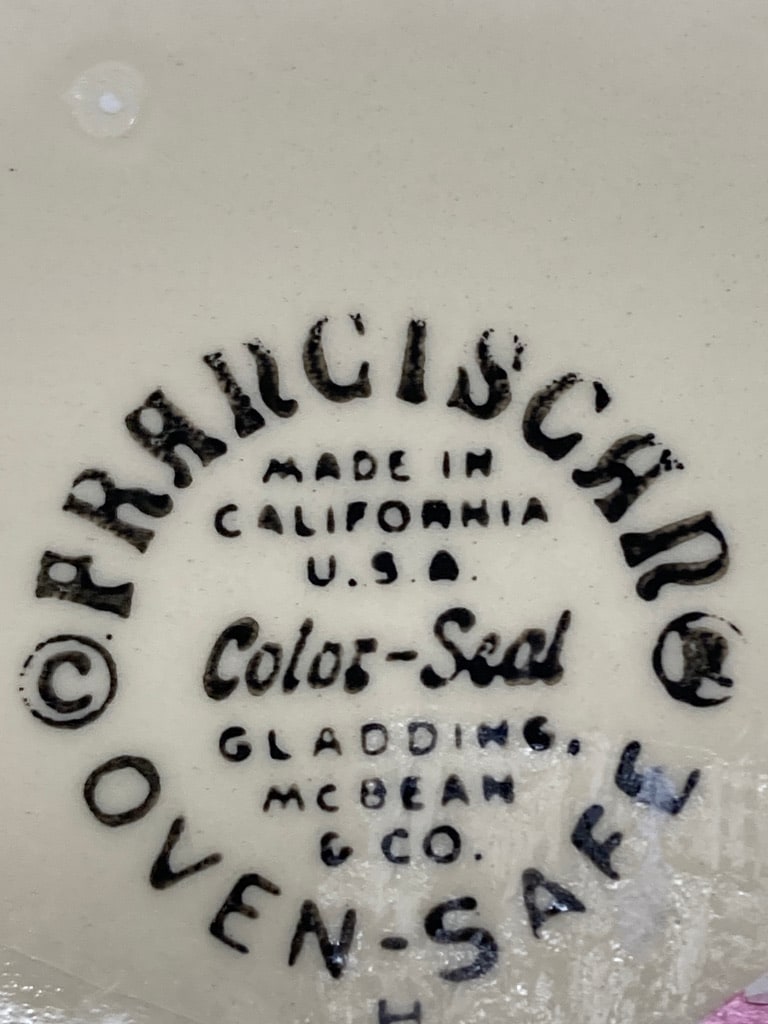 © FRANCISCAN ®
MADE IN
CALIFORNIA
U.S.A.
Color-Seal
GLADDING,
McBEAN
& CO.
OVEN-SAFE